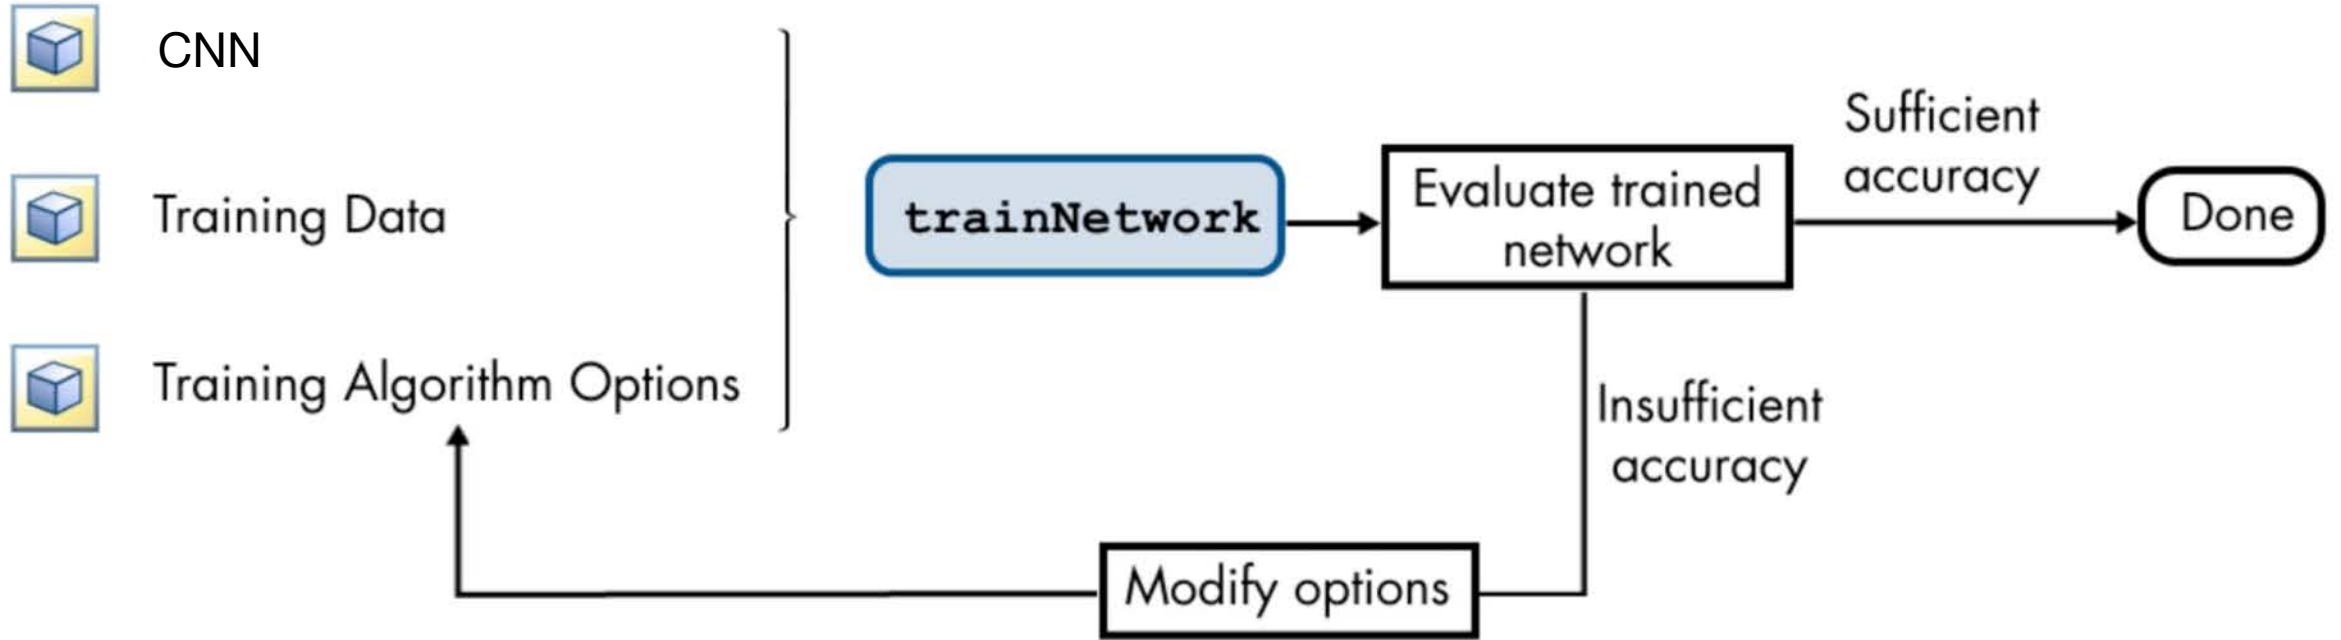 CNN
Training Data
Training Algorithm Options
trainNetwork
Evaluate trained
network
Sufficient
accuracy
Done
Insufficient
accuracy
Modify options